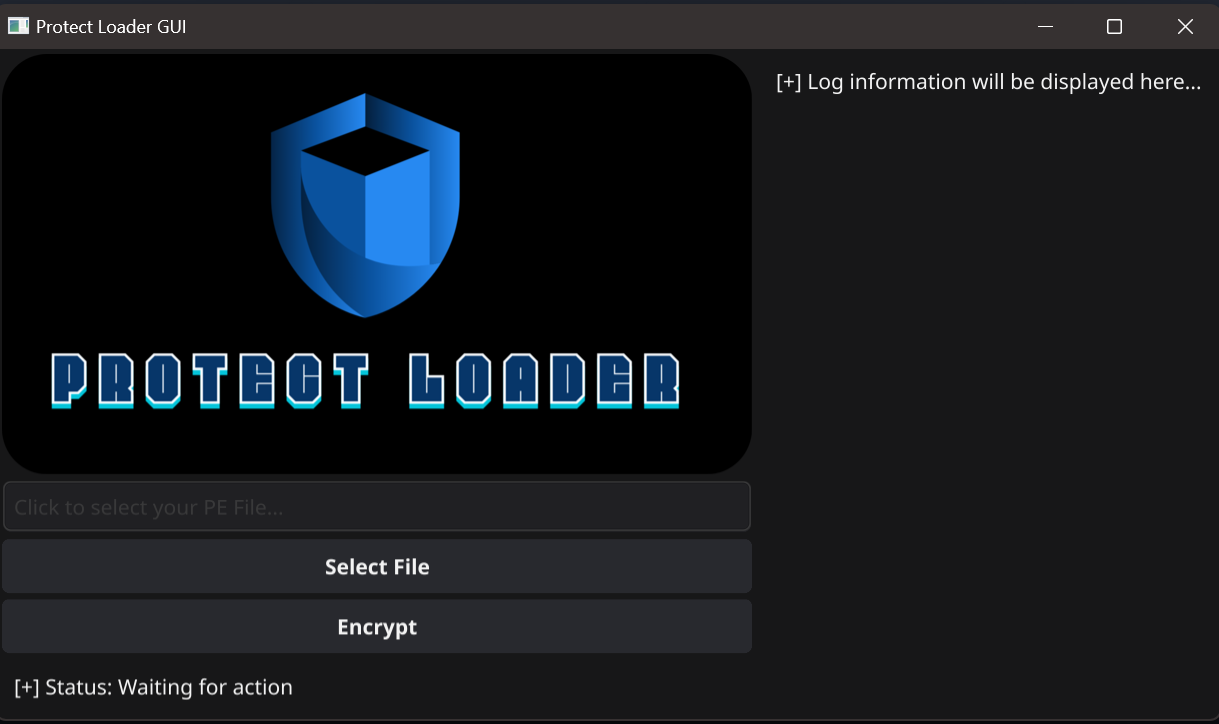 Protect Loader GUI
[+] Log information will be displayed here...
PROTECT LOADER
Click to select your PE File...
Select File
Encrypt
[+] Status: Waiting for action